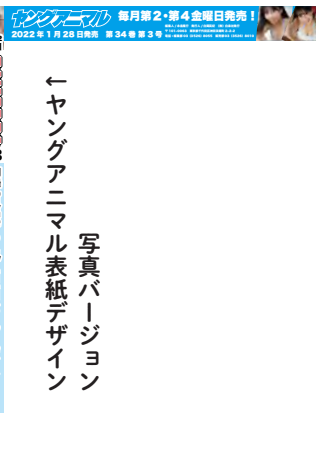 ヤングアニマル 毎月第2・第4金曜日発売！
2022年1月28日発売 第34巻第3号
←ヤングアニマル表紙デザイン
写真バージョン